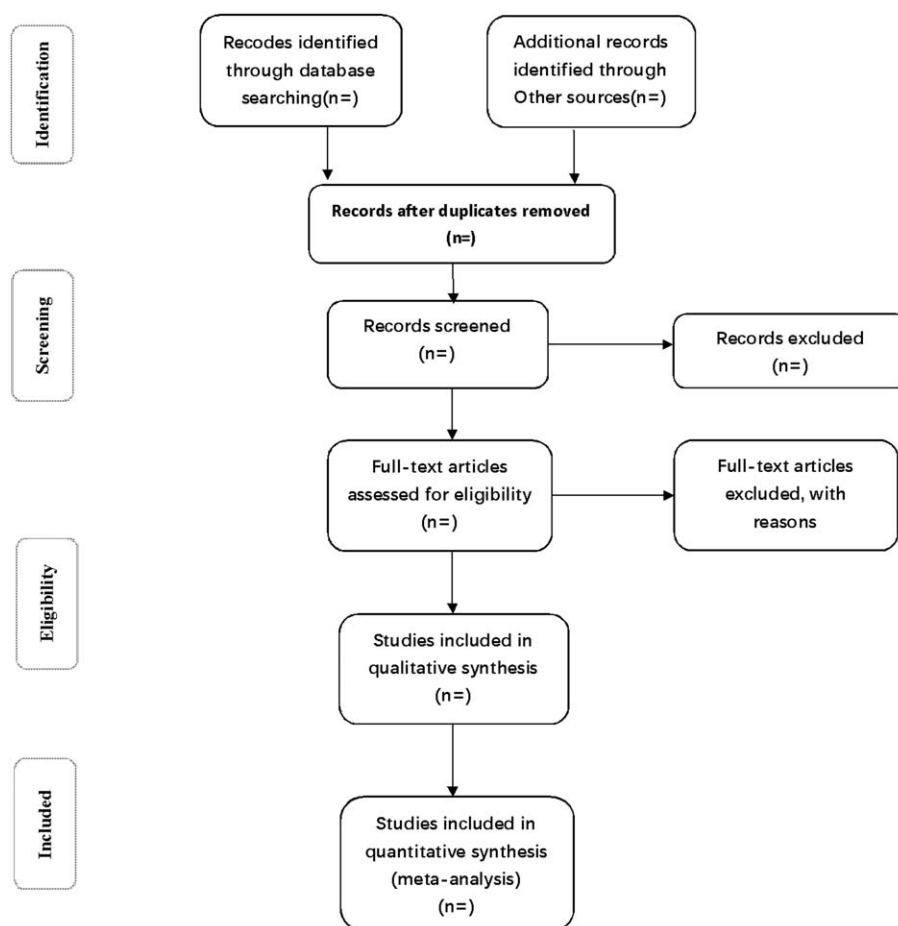 Identification
Recodes identified
through database
searching(n=)
Additional records
identified through
Other sources(n=)
Records after duplicates removed
(n=)
Screening
Records screened
(n=)
Records excluded
(n=)
Full-text articles
assessed for eligibility
(n=)
Full-text articles
excluded, with
reasons
Eligibility
Studies included in
qualitative synthesis
(n=)
Included
Studies included in
quantitative synthesis
(meta-analysis)
(n=)